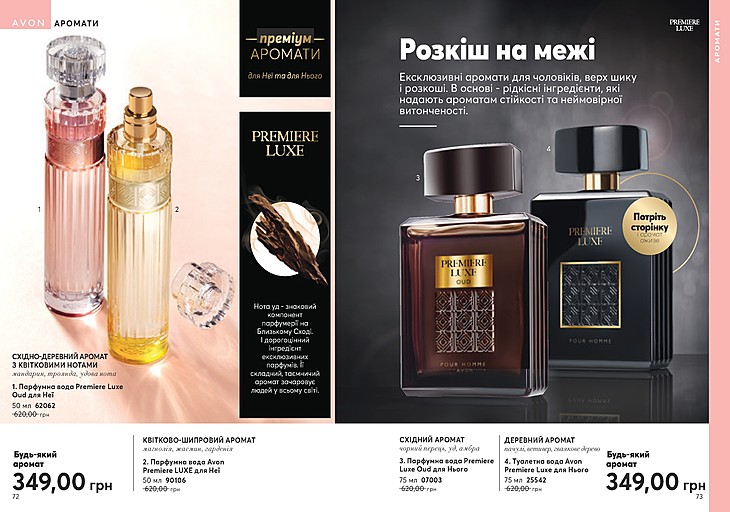 AVON АРОМАТИ
преміум
АРОМАТИ
для Неї та для Нього
PREMIERE
LUXE
Нота уд - знаковий
компонент
парфумерії на
Близькому Сході.
І дорогоцінний
інгредієнт
ексклюзивних
парфумів. Її
складний, таємничий
аромат зачаровує
людей у всьому світі.
1
2
СХІДНО-ДЕРЕВНИЙ АРОМАТ
З КВІТКОВИМИ НОТАМИ
мандарин, троянда, удова нота
1. Парфумна вода Premiere Luxe
Oud для Неї
50 мл 62062
620,00 грн
Будь-який
аромат
349,00 грн
72
КВІТКОВО-ШИПРОВИЙ АРОМАТ
магнолія, жасмин, гарденія
2. Парфумна вода Avon
Premiere LUXE для Неї
50 мл 90106
620,00 грн
PREMIERE
LUXE
АРОМАТИ
Розкіш на межі
Ексклюзивні аромати для чоловіків, верх шику
і розкоші. В основі - рідкісні інгредієнти, які
надають ароматам стійкості та неймовірної
витонченості.
3
4
PREMIERE
LUXE
OUD
POUR HOMME
AVON
PREMIERE
LUXE
POUR HOMME
Потріть
сторінку
і аромат
оживе
СХІДНИЙ АРОМАТ
чорний перець, уд, амбра
3. Парфумна вода Premiere
Luxe Oud для Нього
75 мл 07003
620,00 грн
ДЕРЕВНИЙ АРОМАТ
пачулі, ветивер, гваякове дерево
4. Туалетна вода Avon
Premiere Luxe для Нього
75 мл 25542
620,00 грн
Будь-який
аромат
349,00 грн
73